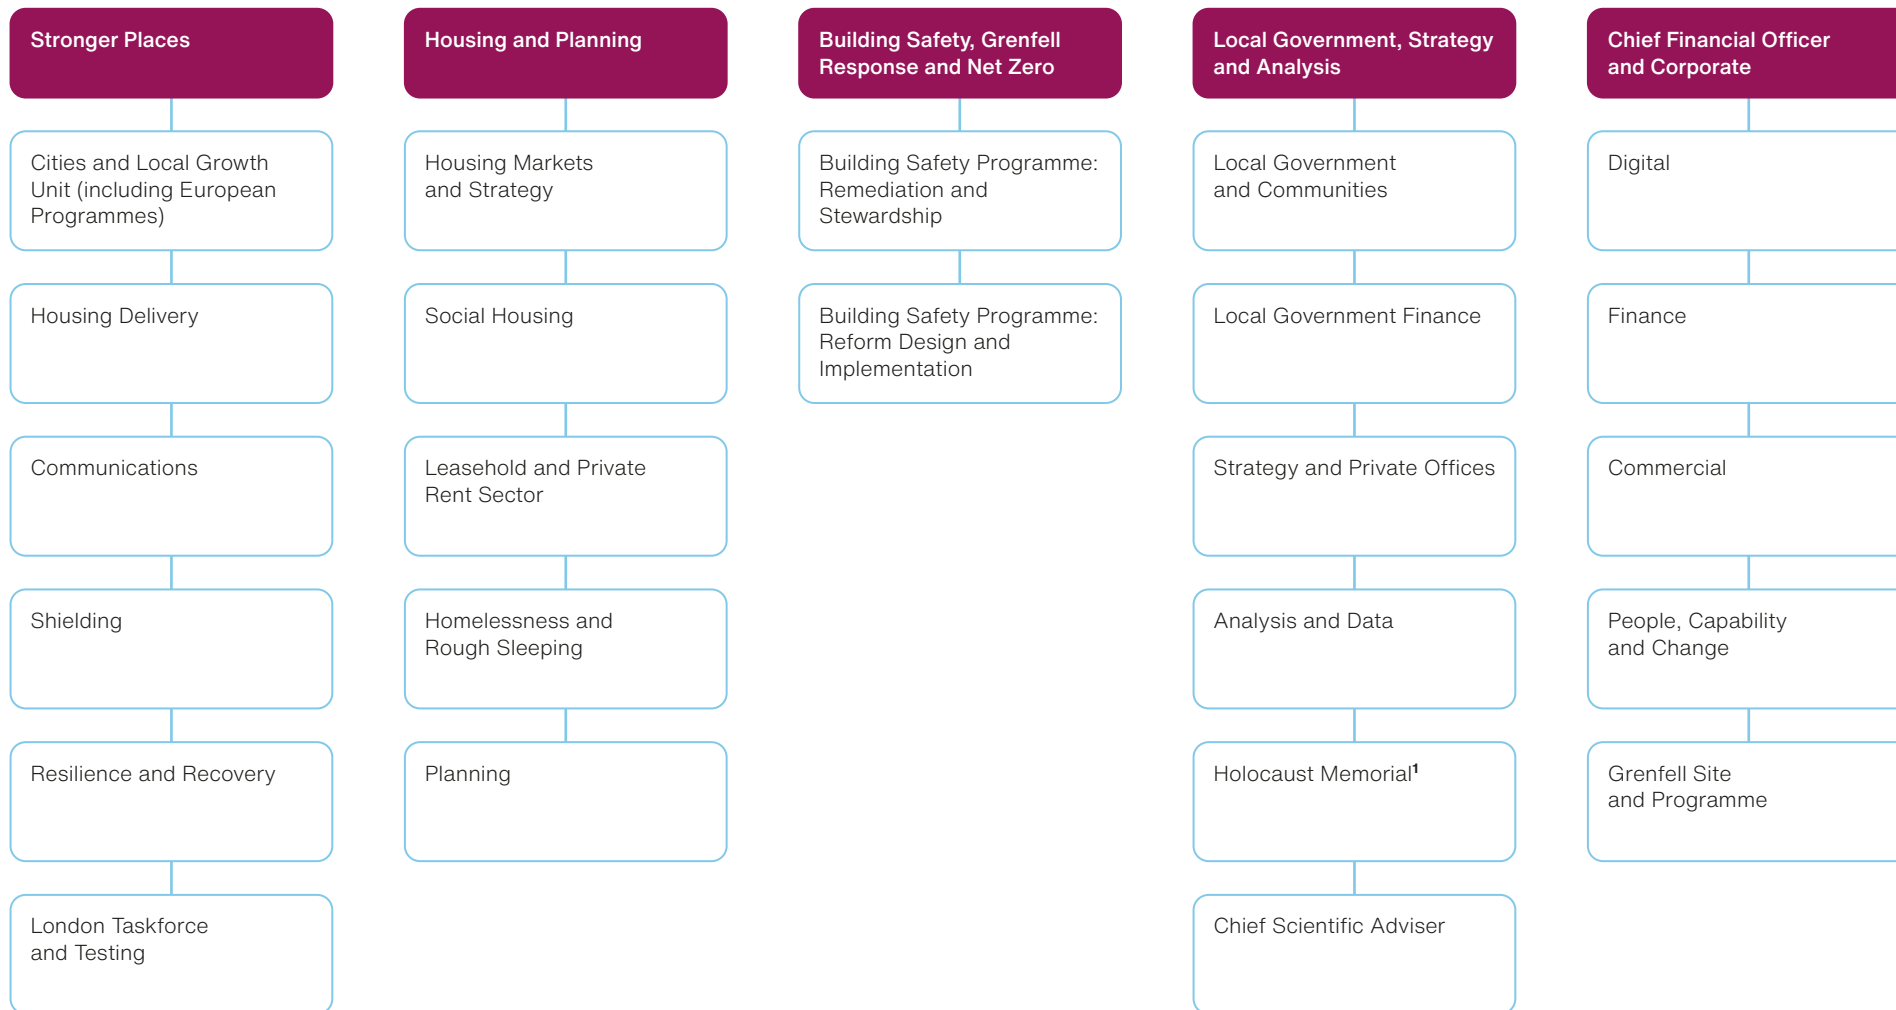 Stronger Places
Cities and Local Growth
Unit (including European
Programmes)
Housing Delivery
Communications
Shielding
Resilience and Recovery
London Taskforce
and Testing
Housing and Planning
Housing Markets
and Strategy
Social Housing
Leasehold and Private
Rent Sector
Homelessness and
Rough Sleeping
Planning
Building Safety, Grenfell
Response and Net Zero
Building Safety Programme:
Remediation and
Stewardship
Building Safety Programme:
Reform Design and
Implementation
Local Government, Strategy
and Analysis
Local Government
and Communities
Local Government Finance
Strategy and Private Offices
Analysis and Data
Holocaust Memorial¹
Chief Scientific Adviser
Chief Financial Officer
and Corporate
Digital
Finance
Commercial
People, Capability
and Change
Grenfell Site
and Programme